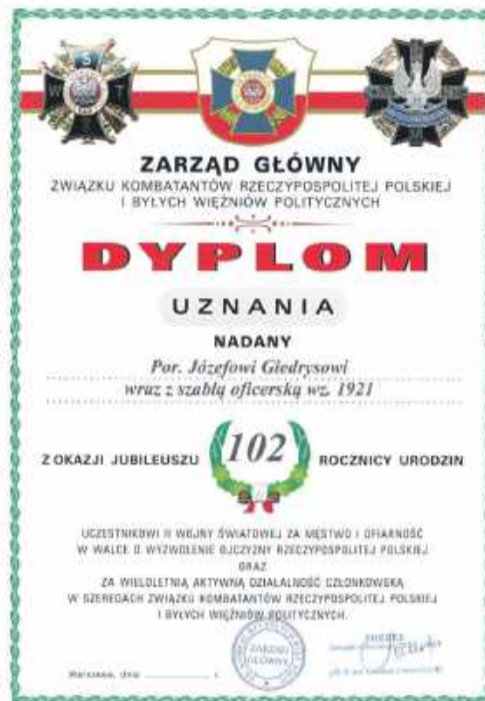 ZARZĄD GŁÓWNY
ZWIĄZKU KOMBATANTÓW RZECZYPOSPOLITEJ POLSKIEJ
I BYŁYCH WIĘŹNIÓW POLITYCZNYCH
DYPLOM
UZNANIA
NADANY
Por. Józefowi Giedrysowi
wraz z szablą oficerską wz. 1921
Z OKAZJI JUBILEUSZU 102 ROCZNICY URODZIN
UCZESTNIKOWI II WOJNY ŚWIATOWEJ ZA MĘSTWO I OFIARNOŚĆ
W WALCE O WYZWOLENIE OJCZYZNY RZECZYPOSPOLITEJ POLSKIEJ
ORAZ
ZA WIELOLETNIĄ AKTYWNĄ DZIAŁALNOŚĆ CZŁONKOWSKĄ
W SZEREGACH ZWIĄZKU KOMBATANTÓW RZECZYPOSPOLITEJ POLSKIEJ
I BYŁYCH WIĘŹNIÓW POLITYCZNYCH.
ZARZĄD
GŁÓWNY
PREZES
Warszawa, dnia r.